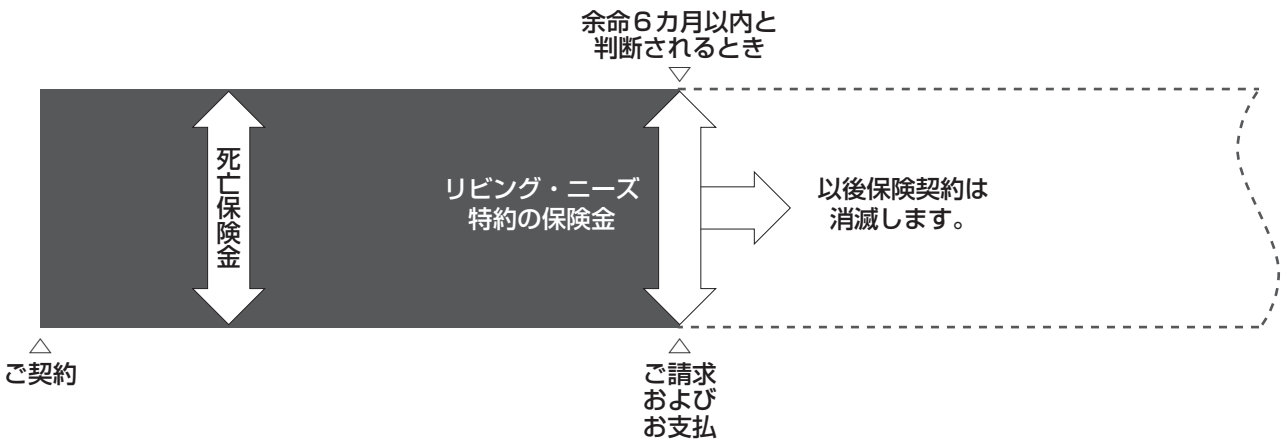 余命６カ月以内と
判断されるとき
死亡保険金
リビング・ニーズ
特約の保険金
以後保険契約は
消滅します。
ご契約
ご請求
および
お支払